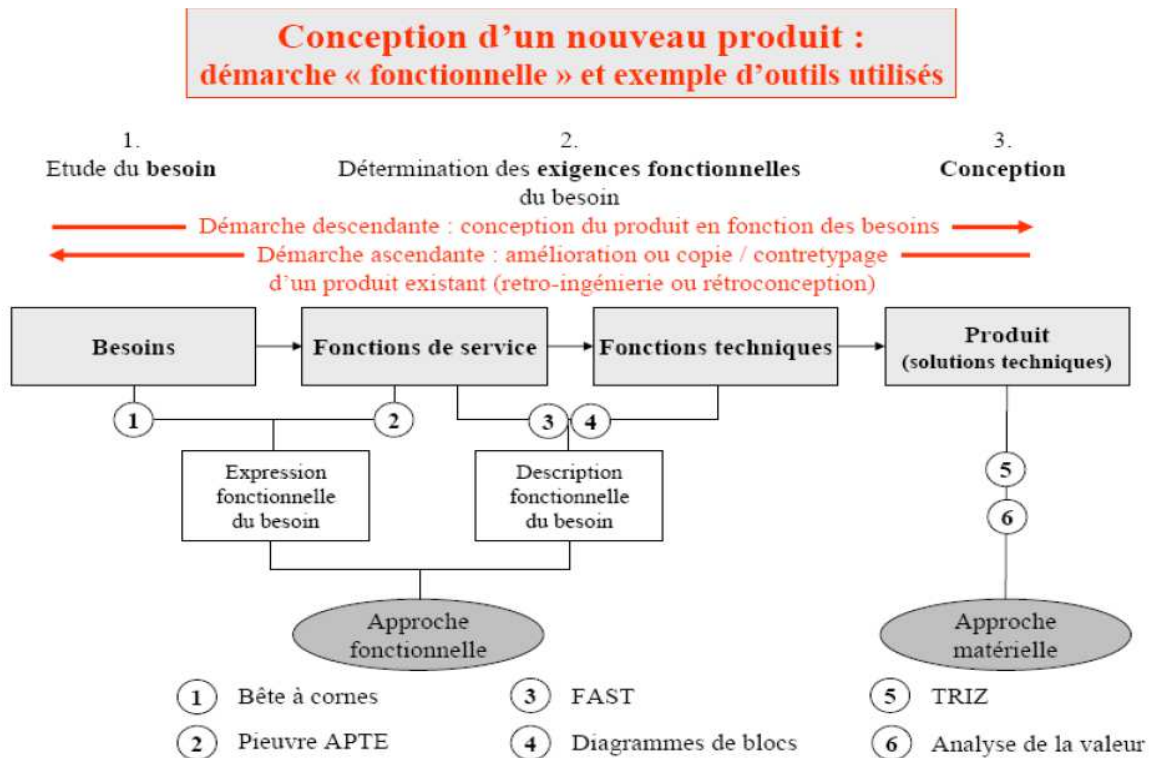 Conception d'un nouveau produit :
démarche « fonctionnelle » et exemple d'outils utilisés
1.
Etude du besoin
2.
Détermination des exigences fonctionnelles
du besoin
3.
Conception
Démarche descendante : conception du produit en fonction des besoins
Démarche ascendante : amélioration ou copie / contretypage
d'un produit existant (retro-ingénierie ou rétroconception)
Besoins
Fonctions de service
Fonctions techniques
Produit
(solutions techniques)
1
2
3
4
5
6
Expression
fonctionnelle
du besoin
Description
fonctionnelle
du besoin
Approche
fonctionnelle
Approche
matérielle
1 Bête à cornes
3 FAST
5 TRIZ
2 Pieuvre APTE
4 Diagrammes de blocs
6 Analyse de la valeur